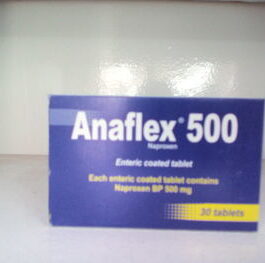 Anaflex® 500
Naproxen
Enteric coated tablet
Each enteric coated tablet contains
Naproxen BP 500 mg
30 tablets